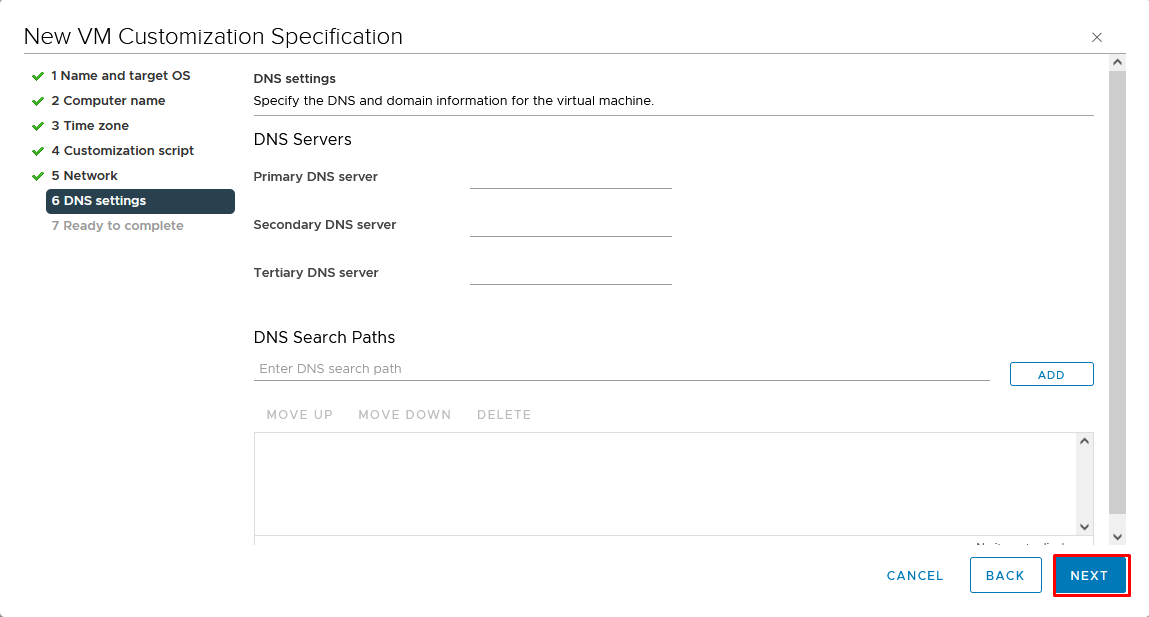 New VM Customization Specification
1 Name and target OS
2 Computer name
3 Time zone
4 Customization script
5 Network
6 DNS settings
7 Ready to complete
DNS settings
Specify the DNS and domain information for the virtual machine.
DNS Servers
Primary DNS server
Secondary DNS server
Tertiary DNS server
DNS Search Paths
Enter DNS search path
ADD
MOVE UP MOVE DOWN DELETE
CANCEL BACK NEXT